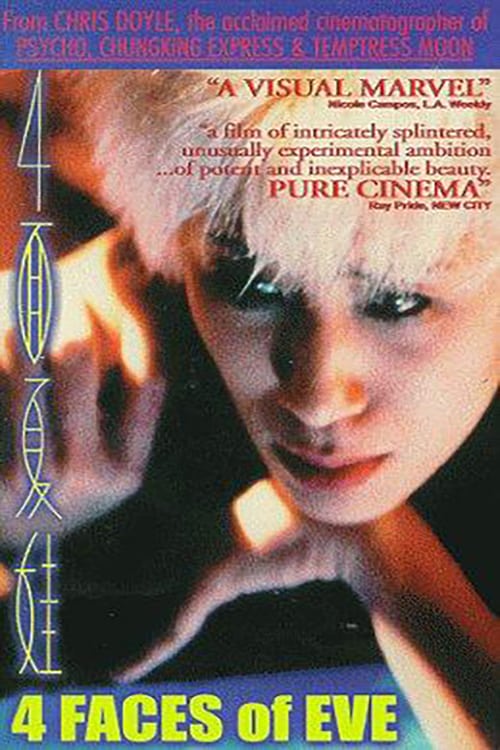 From CHRIS DOYLE, the acclaimed cinematographer of
PSYCHO, CHUNGKING EXPRESS & TEMPTRESS MOON
"A VISUAL MARVEL"
Nicole Campos, L.A. Weekly
"a film of intricately splintered,
unusually experimental ambition
...of potent and inexplicable beauty.
PURE CINEMA"
Ray Pride, NEW CITY
4面夏娃
4 FACES of EVE